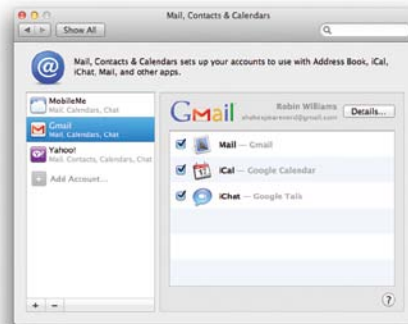 Mail, Contacts & Calendars
Show All
Mail, Contacts & Calendars sets up your accounts to use with Address Book, iCal,
iChat, Mail, and other apps.
MobileMe
Mail, Calendars, Chat
Gmail
Mail, Calendars, Chat
Yahoo!
Mail, Contacts, Calendars, Chat
Add Account...
GMail
Robin Williams
Details...
Mail — Gmail
iCal — Google Calendar
iChat — Google Talk